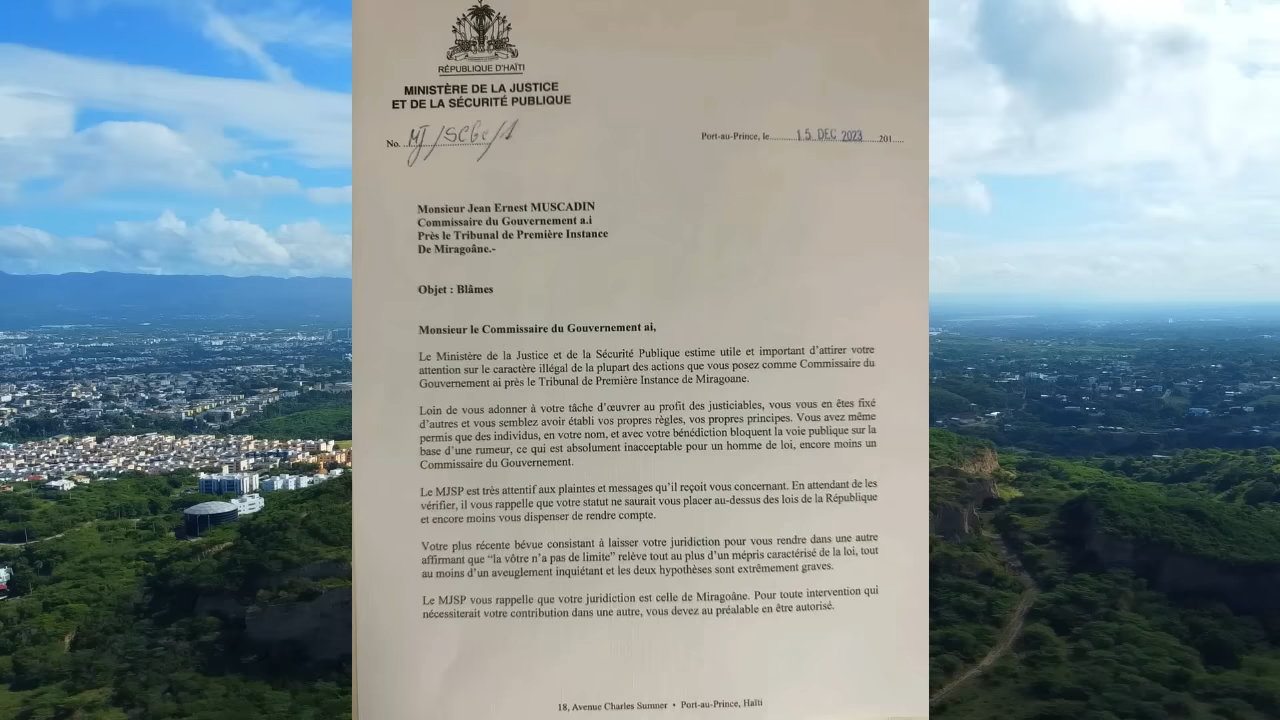 RÉPUBLIQUE D'HAÏTI
MINISTÈRE DE LA JUSTICE
ET DE LA SÉCURITÉ PUBLIQUE
No. MJ/SCGe/1
Port-au-Prince, le 15 DEC 2023 201
Monsieur Jean Ernest MUSCADIN
Commissaire du Gouvernement a.i
Près le Tribunal de Première Instance
De Miragoâne.-
Objet : Blâmes
Monsieur le Commissaire du Gouvernement ai,
Le Ministère de la Justice et de la Sécurité Publique estime utile et important d'attirer votre
attention sur le caractère illégal de la plupart des actions que vous posez comme Commissaire du
Gouvernement ai près le Tribunal de Première Instance de Miragoane.
Loin de vous adonner à votre tâche d'œuvrer au profit des justiciables, vous vous en êtes fixé
d'autres et vous semblez avoir établi vos propres règles, vos propres principes. Vous avez même
permis que des individus, en votre nom, et avec votre bénédiction bloquent la voie publique sur la
base d'une rumeur, ce qui est absolument inacceptable pour un homme de loi, encore moins un
Commissaire du Gouvernement.
Le MJSP est très attentif aux plaintes et messages qu'il reçoit vous concernant. En attendant de les
vérifier, il vous rappelle que votre statut ne saurait vous placer au-dessus des lois de la République
et encore moins vous dispenser de rendre compte.
Votre plus récente bévue consistant à laisser votre juridiction pour vous rendre dans une autre
affirmant que "la vôtre n'a pas de limite" relève tout au plus d'un mépris caractérisé de la loi, tout
au moins d'un aveuglement inquiétant et les deux hypothèses sont extrêmement graves.
Le MJSP vous rappelle que votre juridiction est celle de Miragoâne. Pour toute intervention qui
nécessiterait votre contribution dans une autre, vous devez au préalable en être autorisé.
18, Avenue Charles Sumner • Port-au-Prince, Haïti